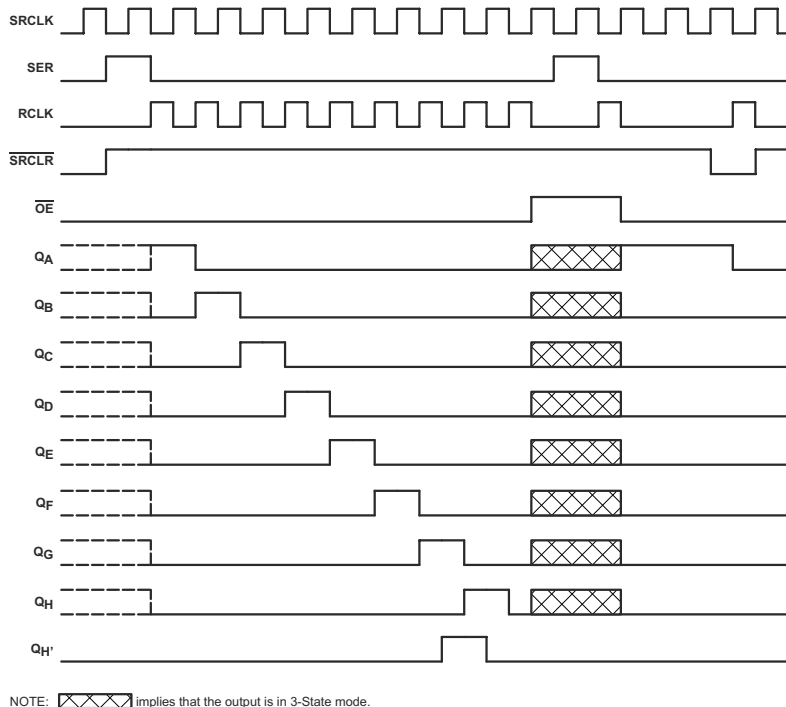 SRCLK
SER
RCLK
SRCLR
OE
QA
QB
QC
QD
QE
QF
QG
QH
QH'
NOTE: implies that the output is in 3-State mode.